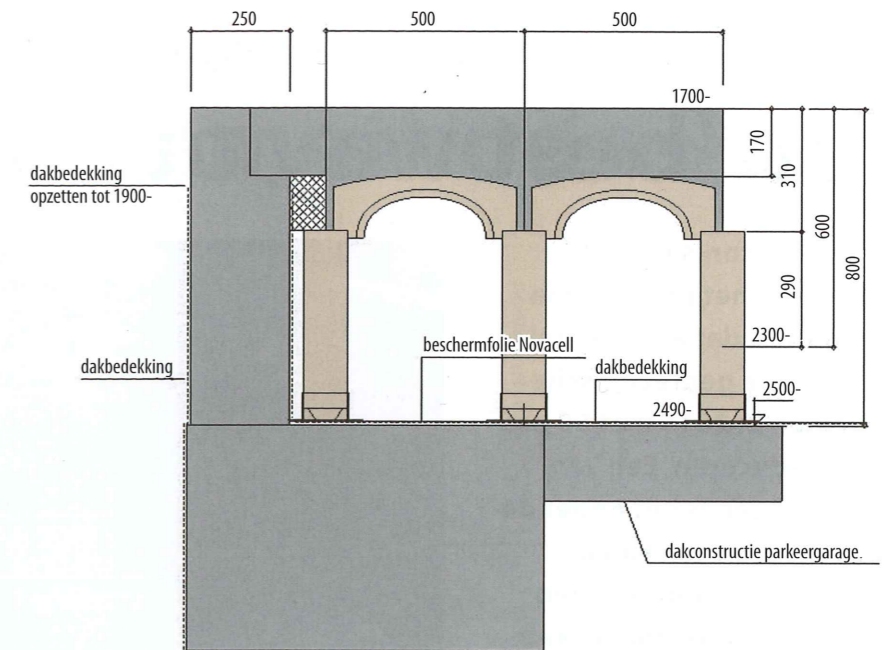 250
500
500
1700-
170
310
600
800
290
dakbedekking
opzetten tot 1900-
beschermfolie Novacell
2300-
dakbedekking
dakbedekking
2500-
2490-
dakconstructie parkeergarage.